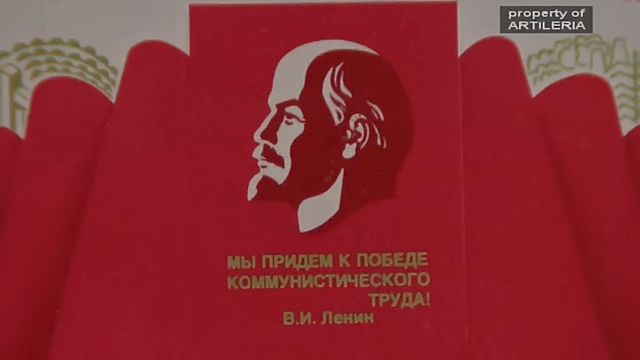 property of
ARTILERIA
МЫ ПРИДЕМ К ПОБЕДЕ
КОММУНИСТИЧЕСКОГО
ТРУДА!
В.И. Ленин